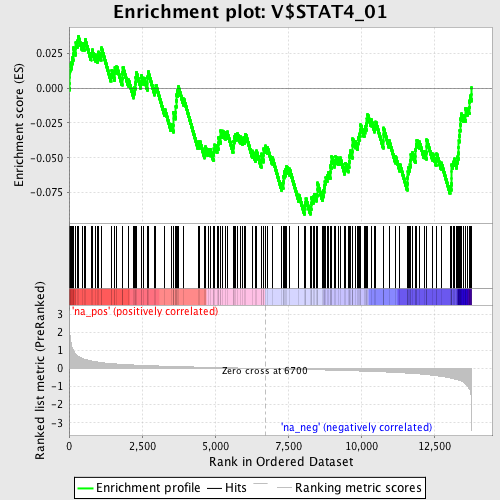 Enrichment plot: V$STAT4_01
Enrichment score (ES)
0.025
0.000
-0.025
-0.050
-0.075
Ranked list metric (PreRanked)
'na_pos' (positively correlated)
3
2
1
0
-1
-2
-3
Zero cross at 6700
'na_neg' (negatively correlated)
0
2,500
5,000
7,500
10,000
12,500
Rank in Ordered Dataset
Enrichment profile
Hits
Ranking metric scores